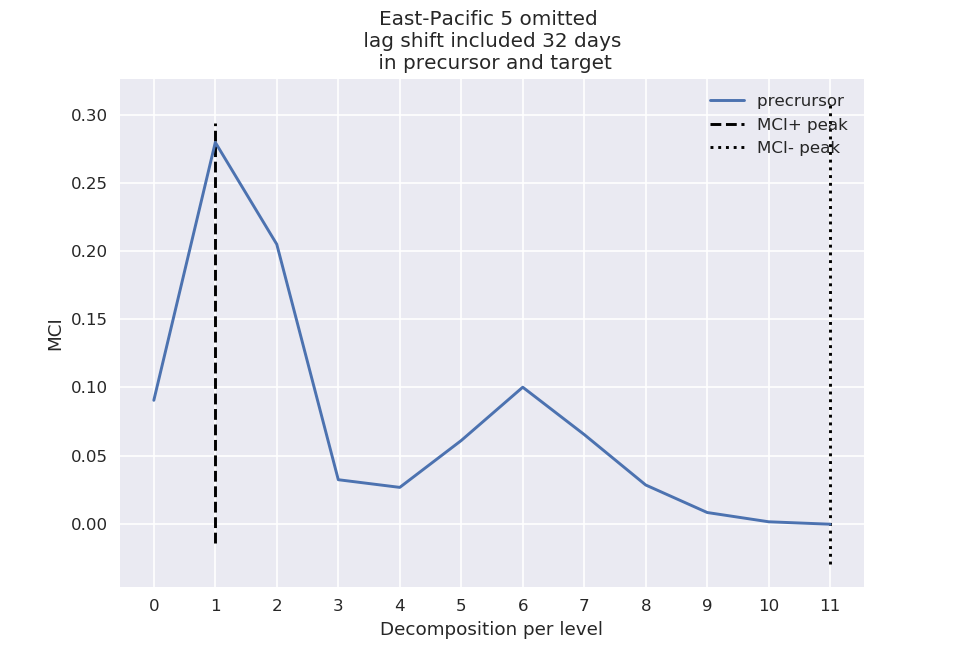 East-Pacific 5 omitted
lag shift included 32 days
in precursor and target
precrursor
MCI+ peak
MCI- peak
0.30
0.25
0.20
0.15
0.10
0.05
0.00
MCI
0 1 2 3 4 5 6 7 8 9 10 11
Decomposition per level